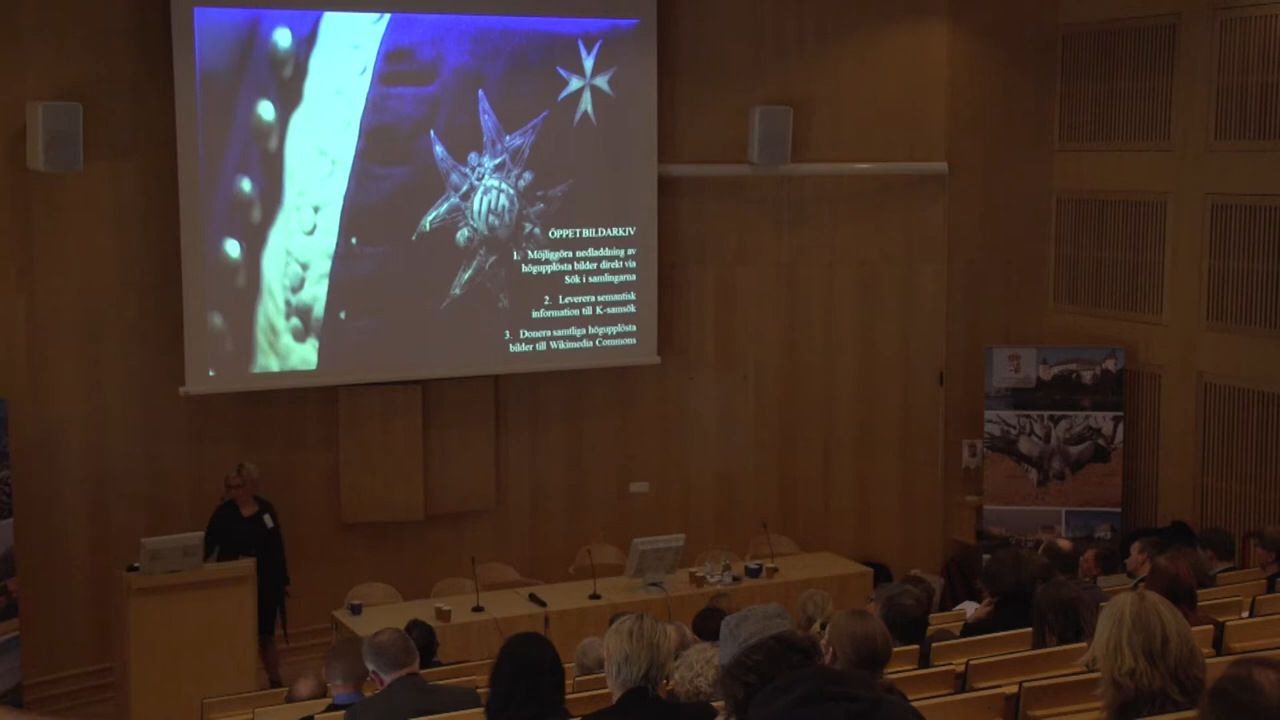 ÖPPET BILDARKIV
1. Möjliggöra nedladdning av
högupplösta bilder direkt via
Sök i samlingarna
2. Leverera semantisk
information till K-samsök
3. Donera samtliga högupplösta
bilder till Wikimedia Commons